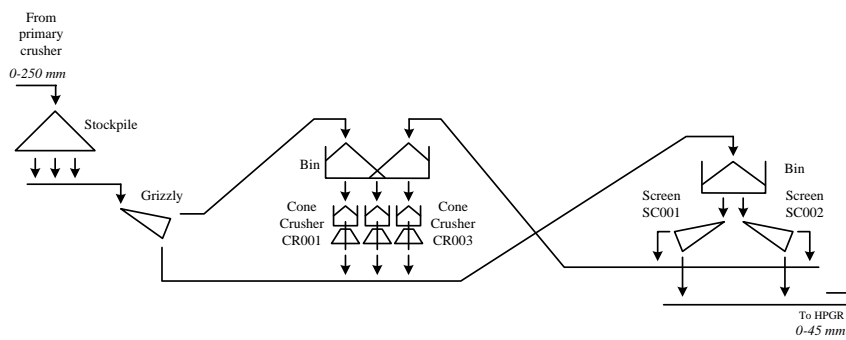 From
primary
crusher
0-250 mm
Stockpile
Grizzly
Bin
Cone
Crusher
CR001
Cone
Crusher
CR003
Bin
Screen
SC001
Screen
SC002
To HPGR
0-45 mm